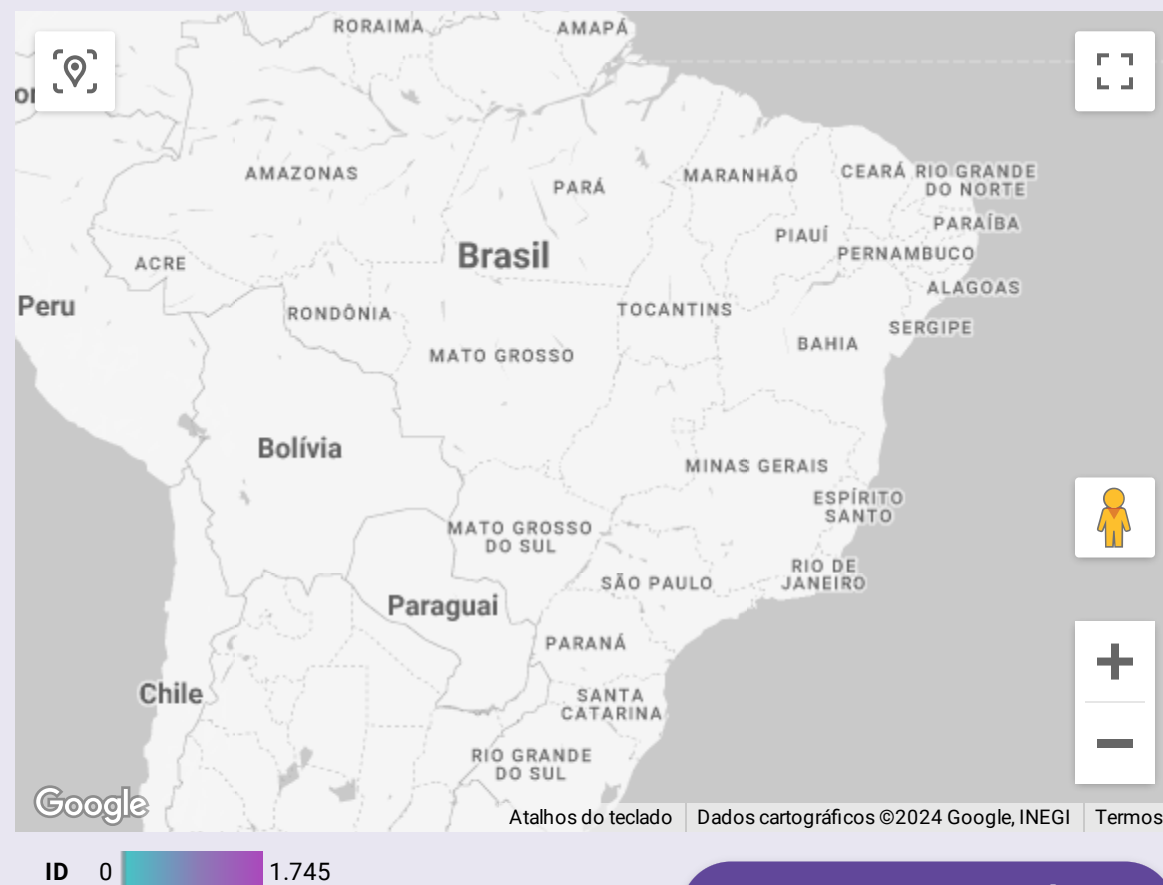 RORAIMA
AMAPÁ
AMAZONAS
PARÁ
MARANHÃO
CEARÁ
RIO GRANDE
DO NORTE
PARAÍBA
PIAUÍ
PERNAMBUCO
Brasil
ACRE
ALAGOAS
Peru
RONDÔNIA
TOCANTINS
SERGIPE
BAHIA
MATO GROSSO
Bolívia
MINAS GERAIS
ESPÍRITO
SANTO
MATO GROSSO
DO SUL
RIO DE
JANEIRO
SÃO PAULO
Paraguai
PARANÁ
Chile
SANTA
CATARINA
RIO GRANDE
DO SUL
Google
Atalhos do teclado
Dados cartográficos ©2024 Google, INEGI
Termos
ID 0 1.745